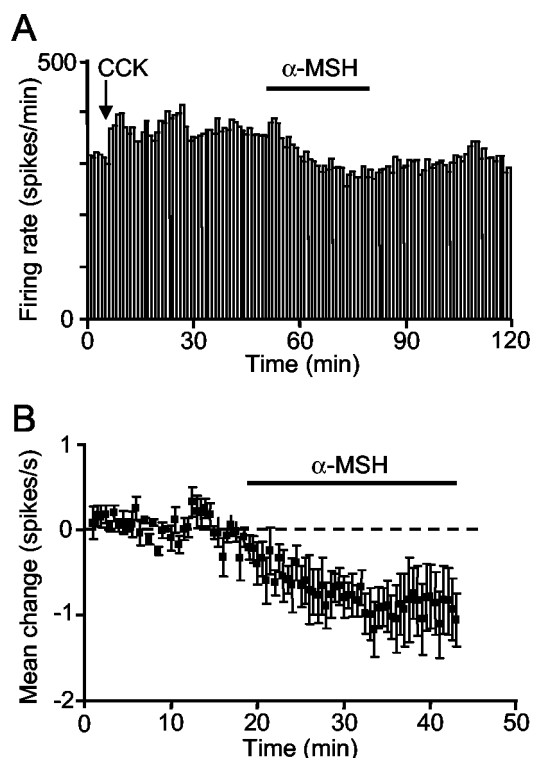 A
500
CCK
α-MSH
Firing rate (spikes/min)
0
0 30 60 90 120
Time (min)
B
1
α-MSH
Mean change (spikes/s)
0
-1
-2
0 10 20 30 40 50
Time (min)